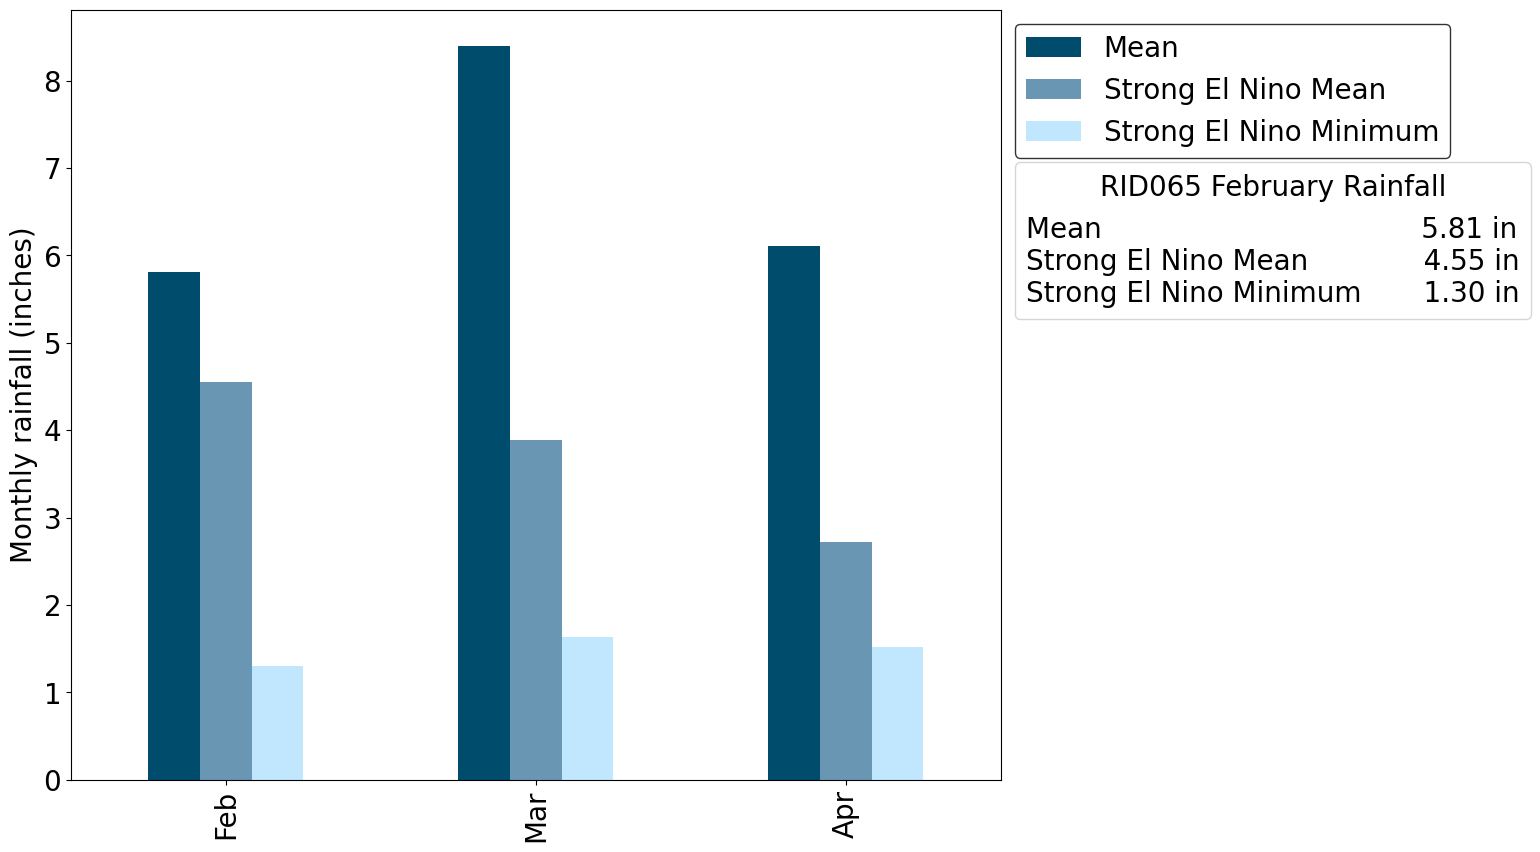 Monthly rainfall (inches)
8
7
6
5
4
3
2
1
0
Feb
Mar
Apr
Mean
Strong El Nino Mean
Strong El Nino Minimum
RID065 February Rainfall
Mean 5.81 in
Strong El Nino Mean 4.55 in
Strong El Nino Minimum 1.30 in